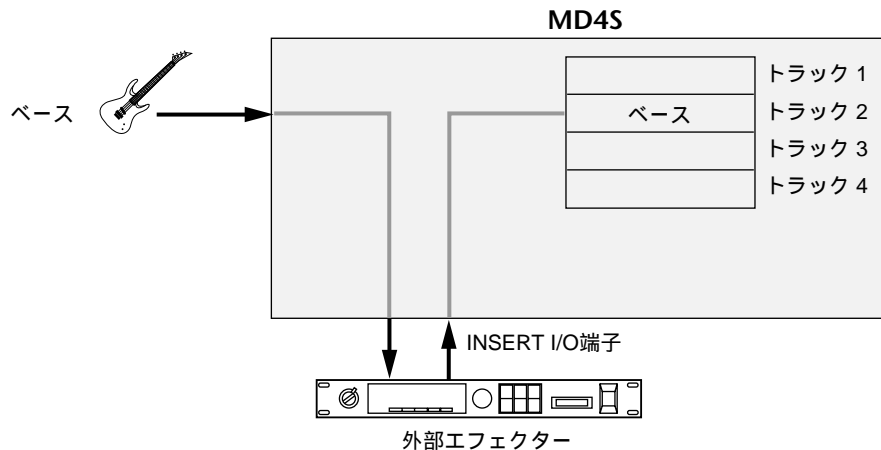 MD4S
トラック 1
ベース
ベース
トラック 2
トラック 3
トラック 4
INSERT I/O端子
外部エフェクター